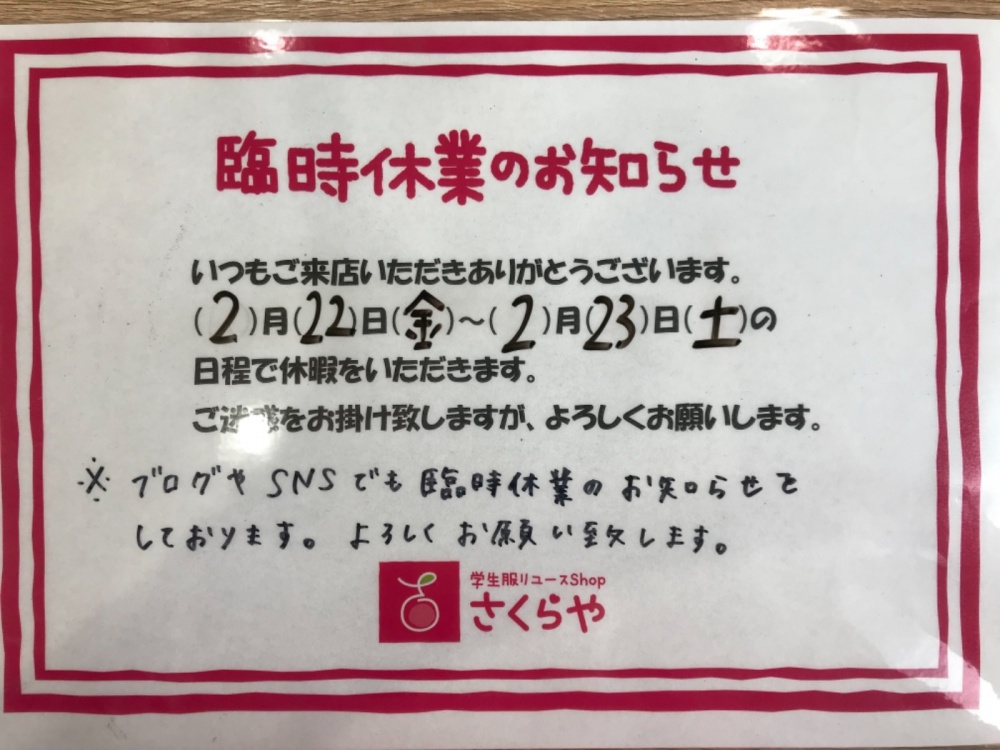 臨時休業のお知らせ
いつもご来店いただきありがとうございます。
(2)月(22)日(金)～(2)月(23)日(土)の
日程で休暇をいただきます。
ご迷惑をお掛け致しますが、よろしくお願いします。
※ ブログやSNSでも臨時休業のお知らせを
しております。よろしくお願い致します。
学生服リユースShop
さくらや